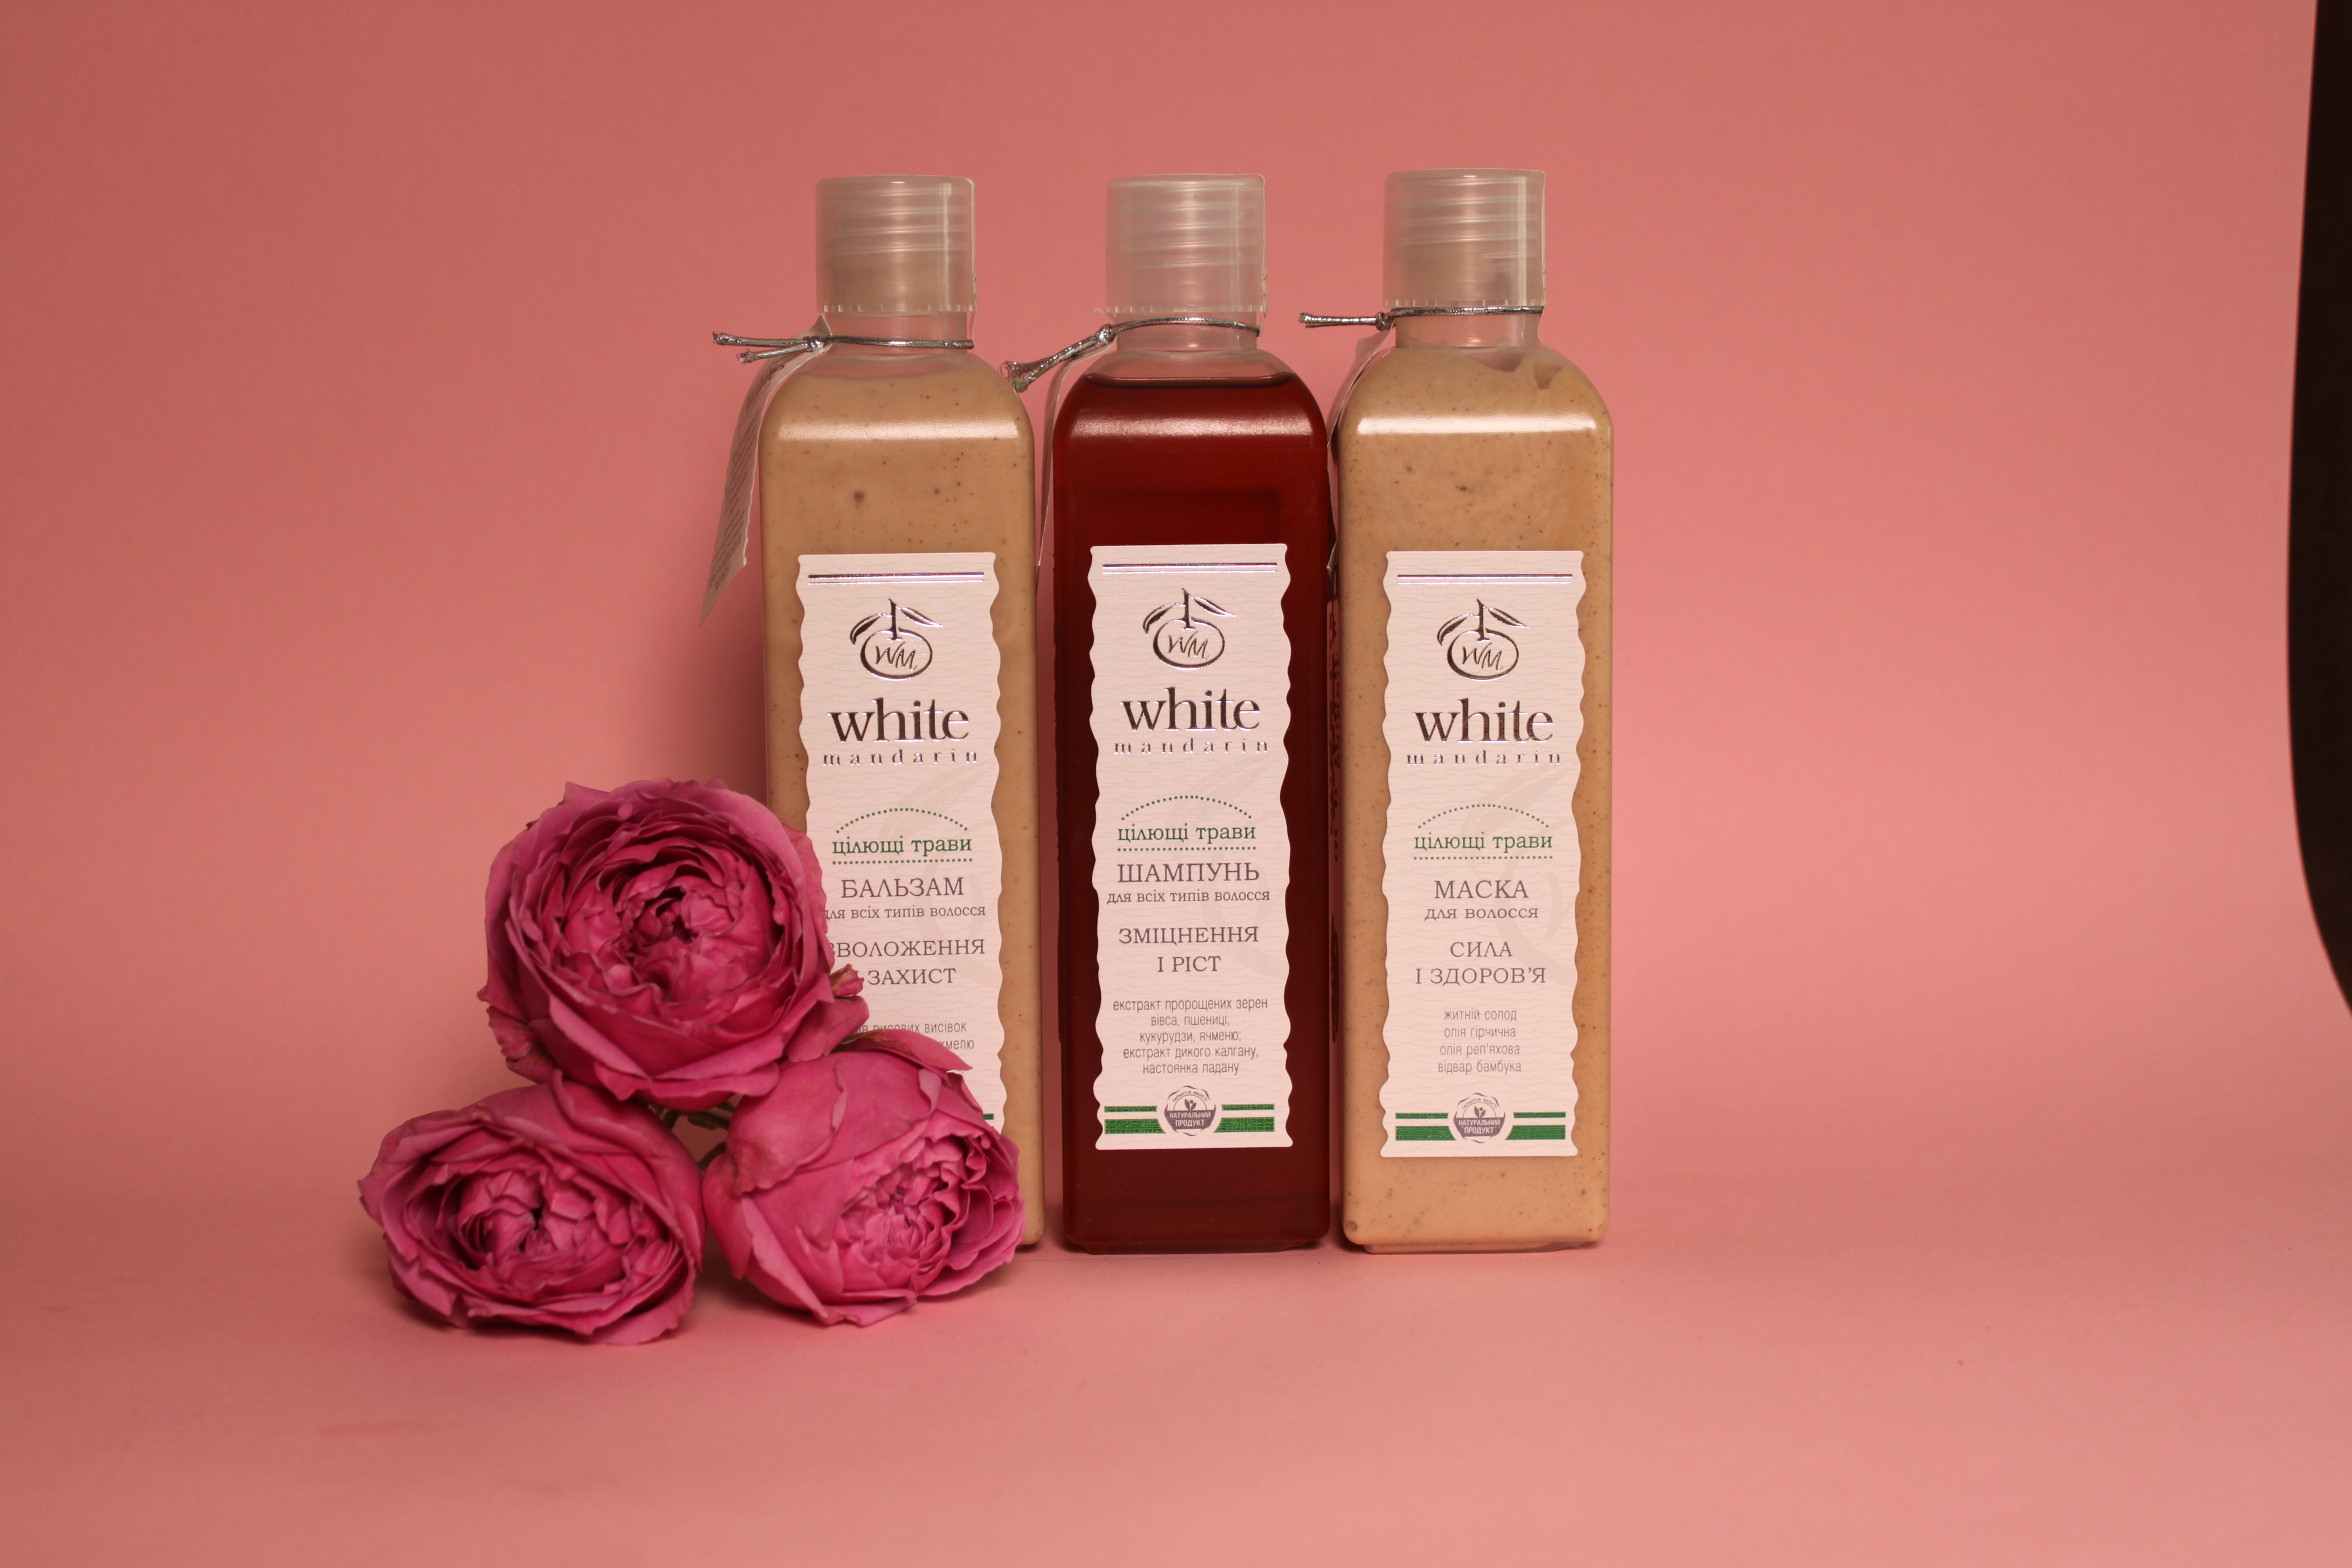 WM
white
mandarin
цілющі трави
БАЛЬЗАМ
для всіх типів волосся
ЗВОЛОЖЕННЯ
ЗАХИСТ
рисових висівок
хмелю
WM
white
mandarin
цілющі трави
ШАМПУНЬ
для всіх типів волосся
ЗМІЦНЕННЯ
І РІСТ
екстракт пророщених зерен
вівса, пшениці,
кукурудзи, ячменю;
екстракт дикого калгану,
настоянка ладану
НАТУРАЛЬНИЙ
ПРОДУКТ
WM
white
mandarin
цілющі трави
МАСКА
для волосся
СИЛА
І ЗДОРОВ'Я
житній солод
олія гірчична
олія реп'яхова
відвар бамбука
НАТУРАЛЬНИЙ
ПРОДУКТ